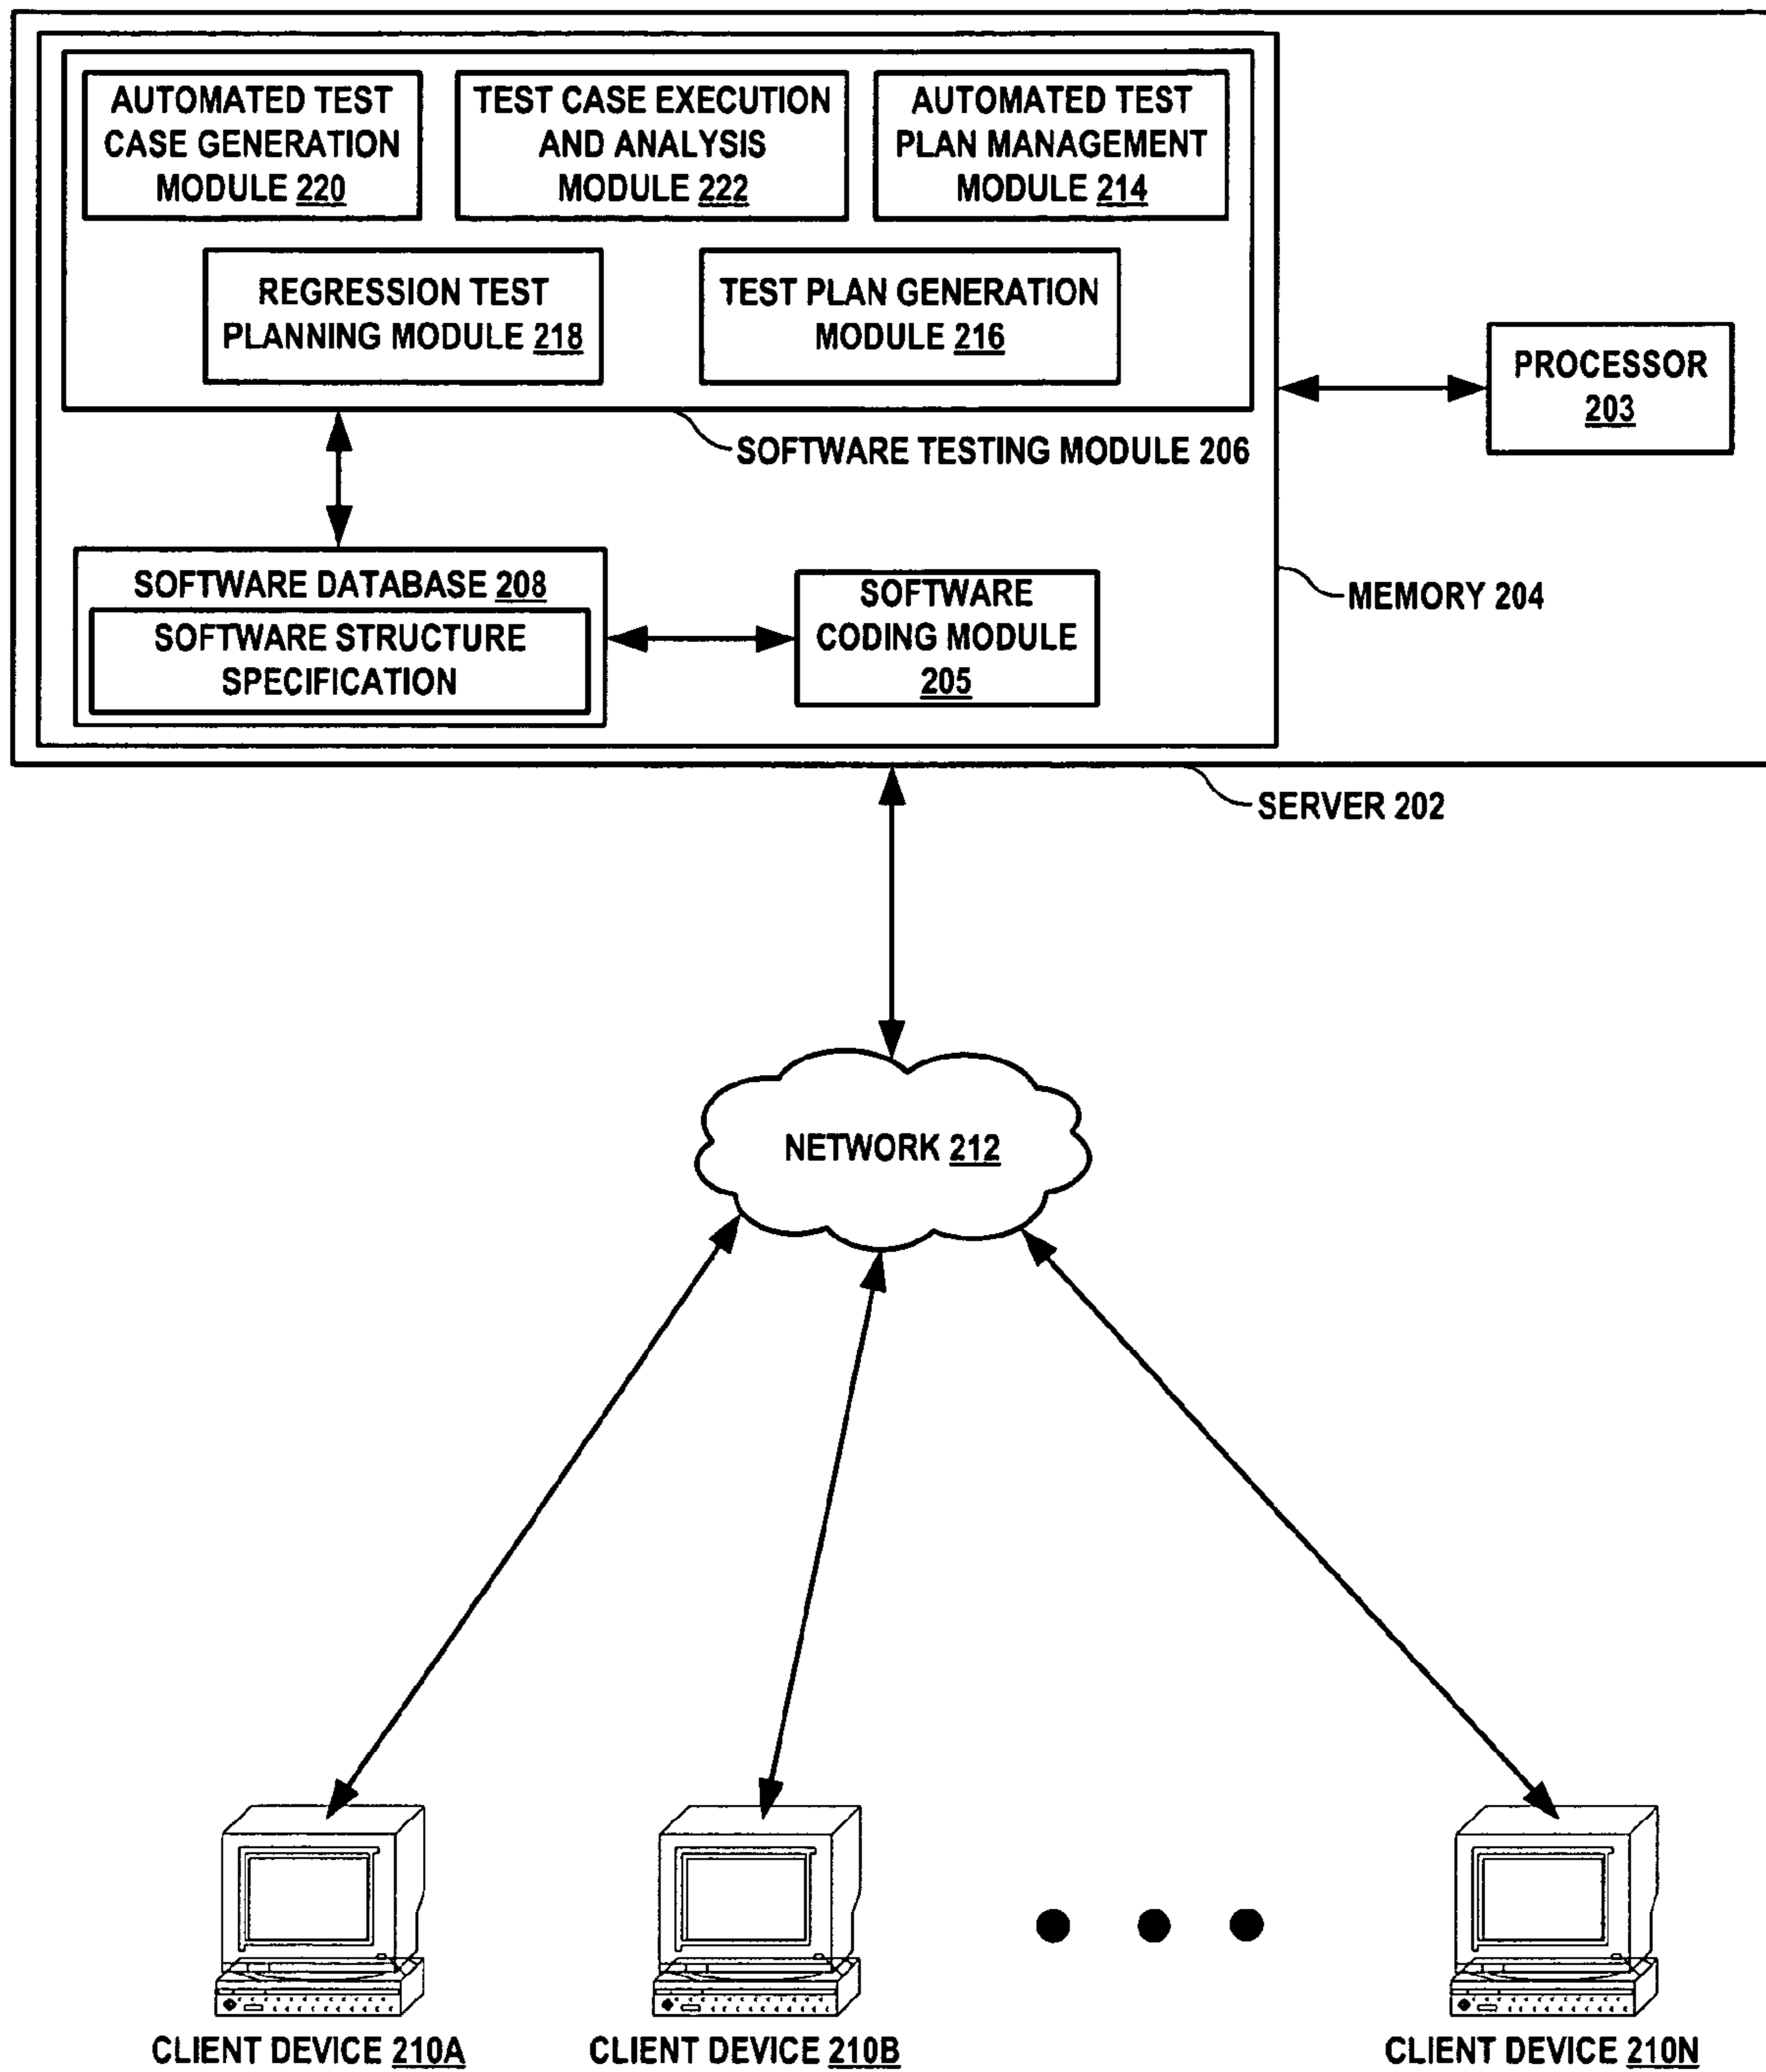 AUTOMATED TEST
CASE GENERATION
MODULE 220
TEST CASE EXECUTION
AND ANALYSIS
MODULE 222
AUTOMATED TEST
PLAN MANAGEMENT
MODULE 214
REGRESSION TEST
PLANNING MODULE 218
TEST PLAN GENERATION
MODULE 216
PROCESSOR
203
SOFTWARE TESTING MODULE 206
SOFTWARE DATABASE 208
SOFTWARE STRUCTURE
SPECIFICATION
SOFTWARE
CODING MODULE
205
MEMORY 204
SERVER 202
NETWORK 212
CLIENT DEVICE 210A
CLIENT DEVICE 210B
CLIENT DEVICE 210N